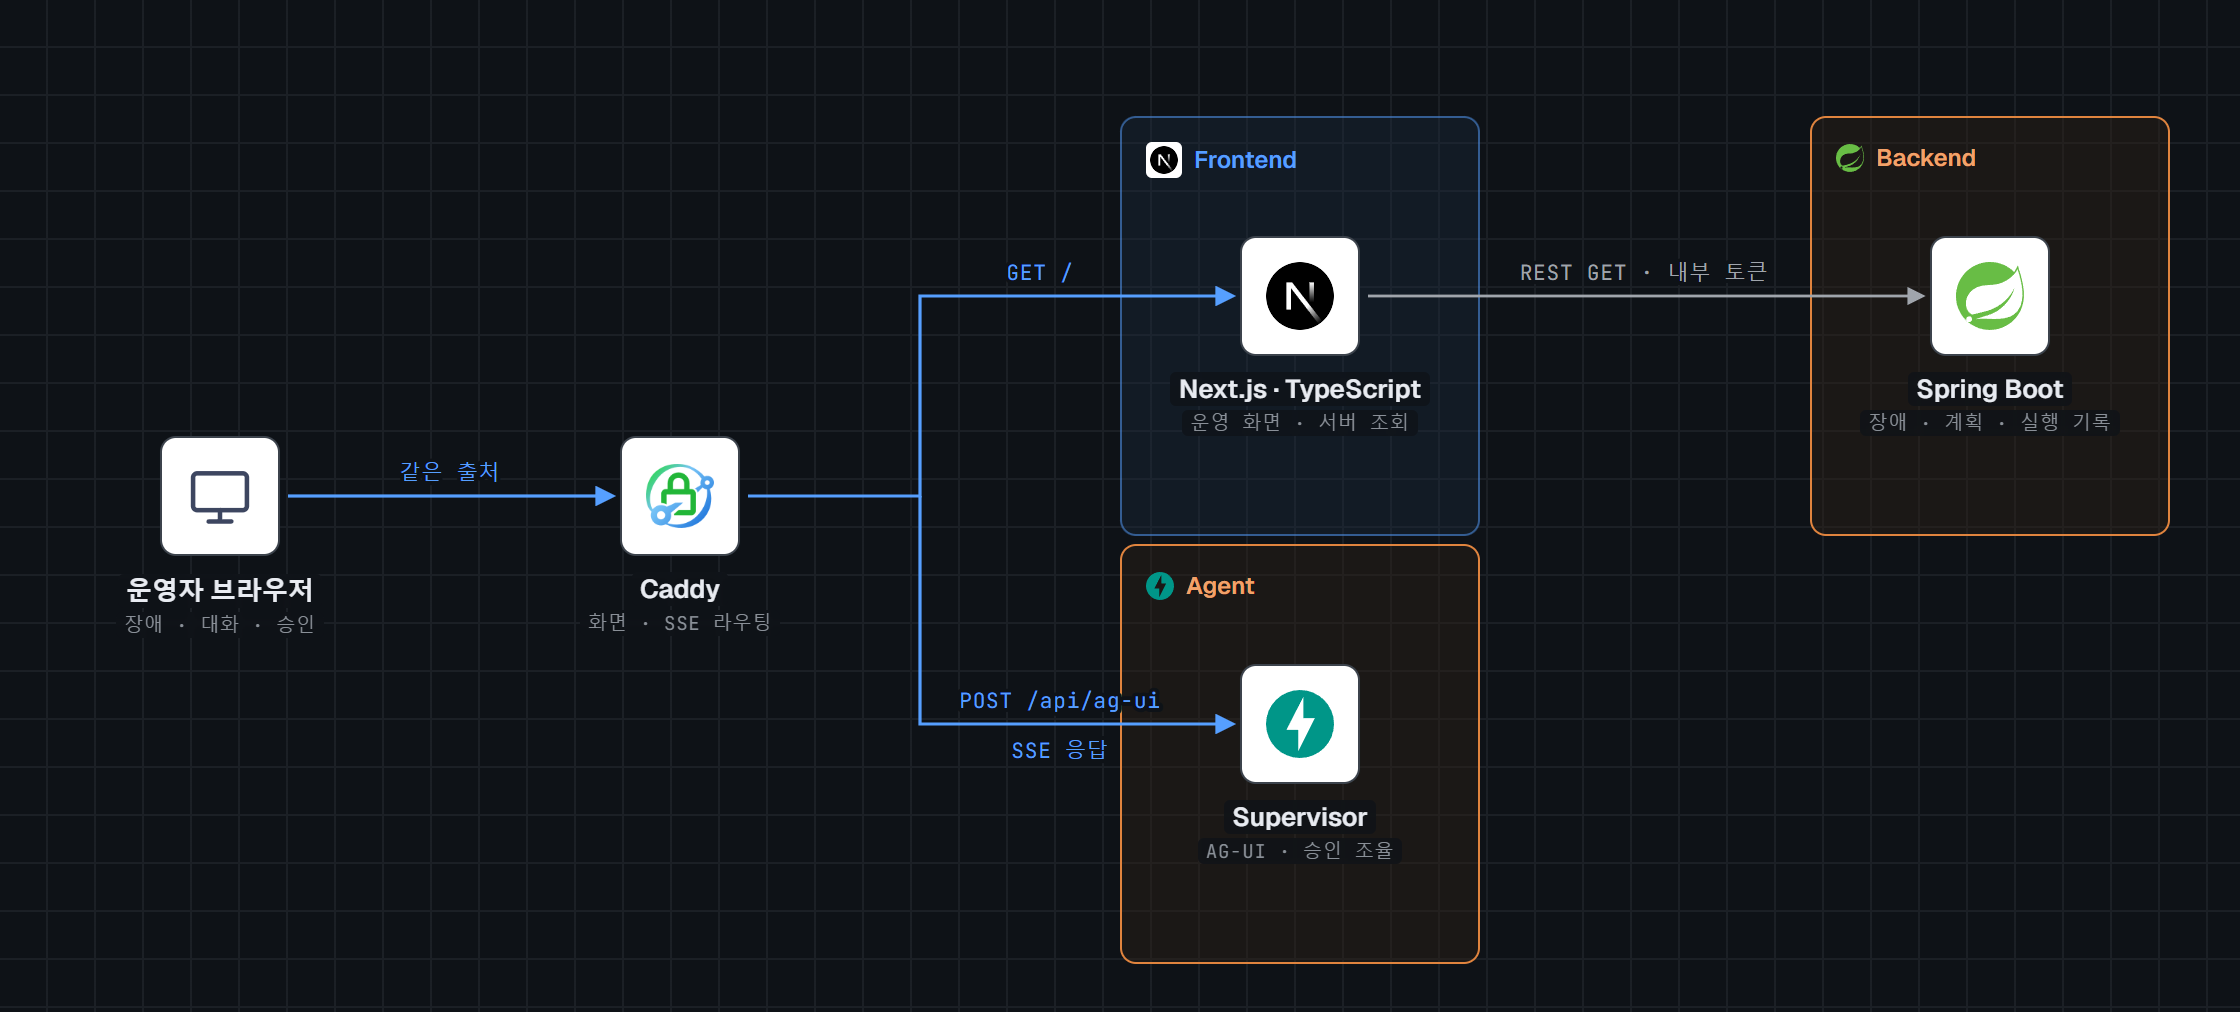 Frontend
Backend
GET /
REST GET · 내부 토큰
Next.js · TypeScript
운영 화면 · 서버 조회
Spring Boot
장애 · 계획 · 실행 기록
같은 출처
운영자 브라우저
장애 · 대화 · 승인
Caddy
화면 · SSE 라우팅
Agent
POST /api/ag-ui
SSE 응답
Supervisor
AG-UI · 승인 조율